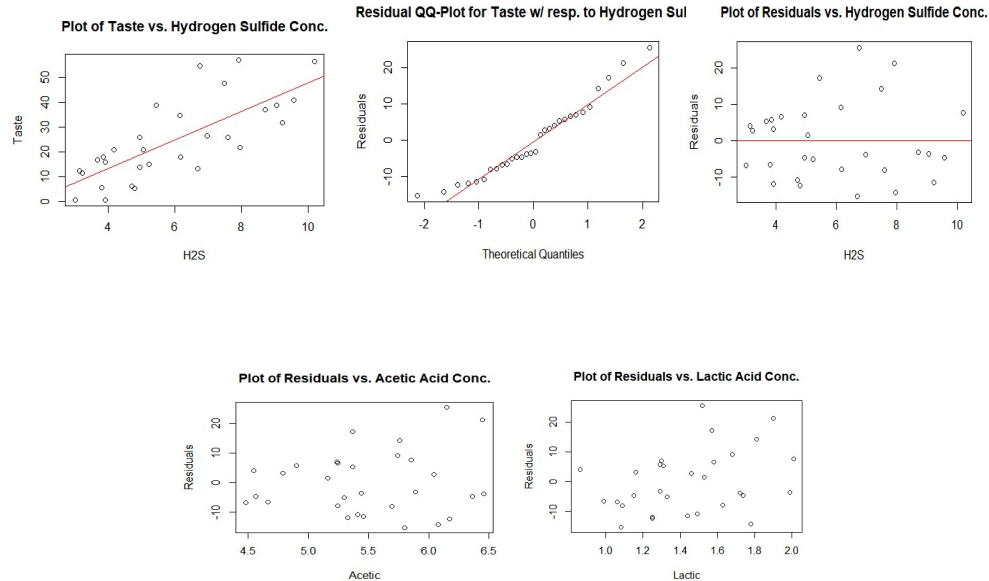 Plot of Taste vs. Hydrogen Sulfide Conc.
Taste
0 10 20 30 40 50
4 6 8 10
H2S
Residual QQ-Plot for Taste w/ resp. to Hydrogen Sul
Residuals
-10 0 10 20
-2 -1 0 1 2
Theoretical Quantiles
Plot of Residuals vs. Hydrogen Sulfide Conc.
Residuals
-10 0 10 20
4 6 8 10
H2S
Plot of Residuals vs. Acetic Acid Conc.
Residuals
-10 0 10 20
4.5 5.0 5.5 6.0 6.5
Acetic
Plot of Residuals vs. Lactic Acid Conc.
Residuals
-10 0 10 20
1.0 1.2 1.4 1.6 1.8 2.0
Lactic